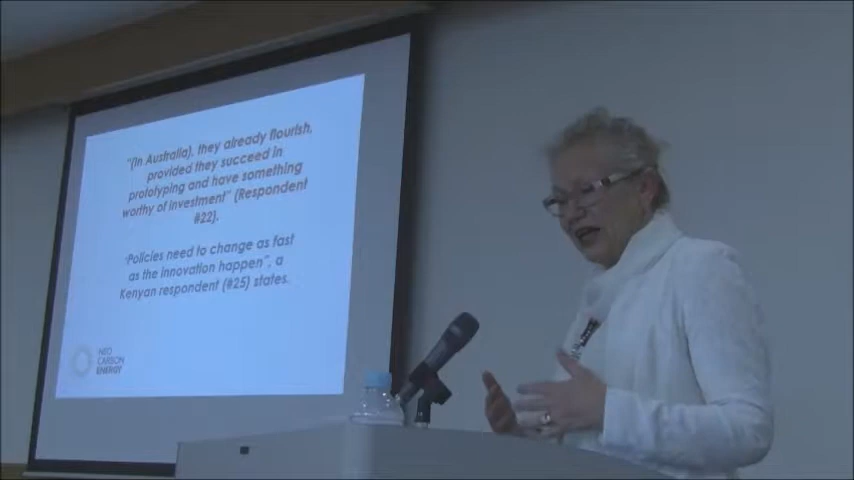 "(In Australia), they already flourish,
provided they succeed in
prototyping and have something
worthy of investment" (Respondent
#22).
"Policies need to change as fast
as the innovation happen", a
Kenyan respondent (#25) states.
NEO
CARBON
ENERGY